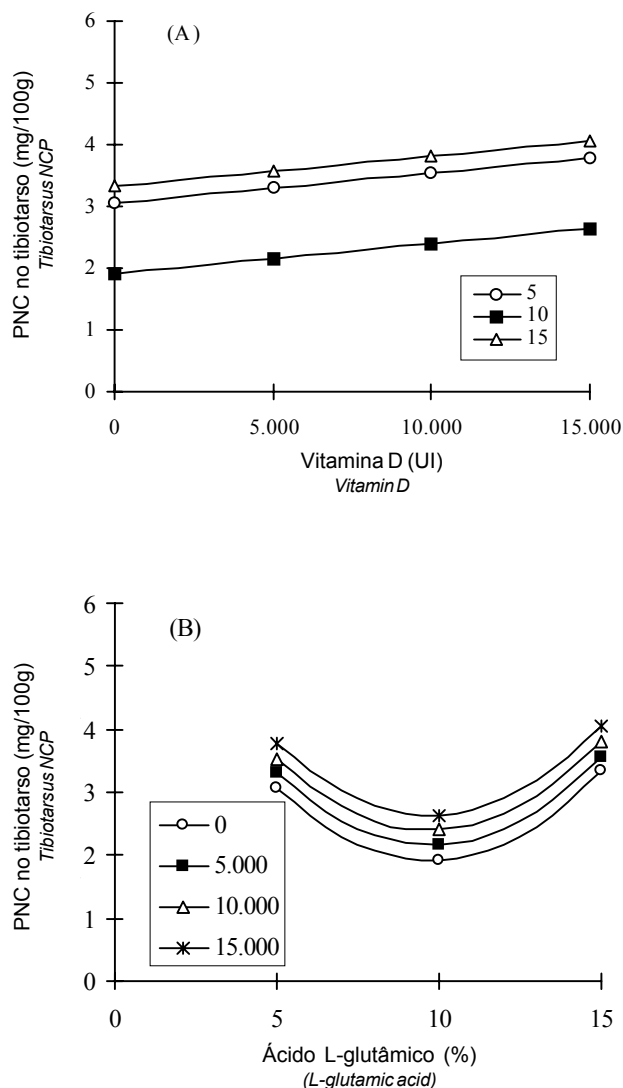 (A)
PNC no tibiotarso (mg/100g)
Tibiotarsus NCP
6
5
4
3
2
1
0
5
10
15
0 5.000 10.000 15.000
Vitamina D (UI)
Vitamin D
(B)
PNC no tibiotarso (mg/100g)
Tibiotarsus NCP
6
5
4
3
2
1
0
0
5.000
10.000
15.000
0 5 10 15
Ácido L-glutâmico (%)
(L-glutamic acid)